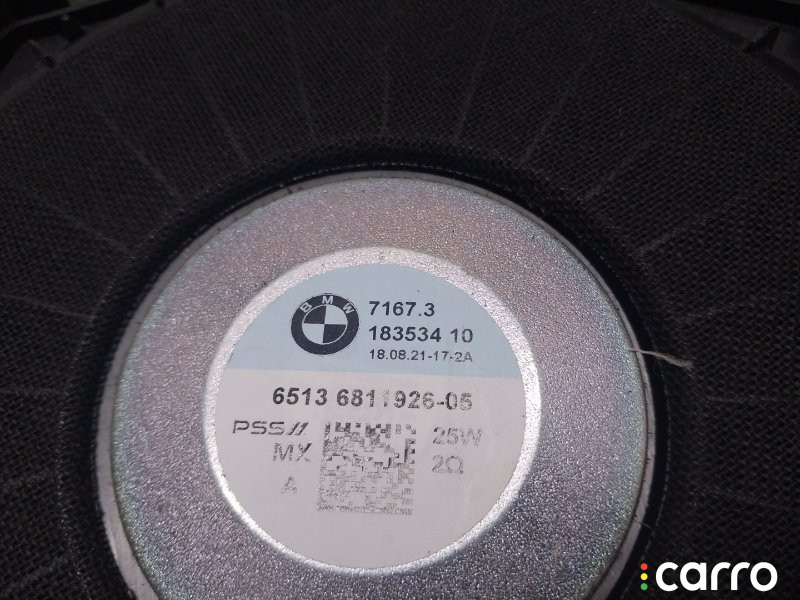 BMW
7167.3
183534 10
18.08.21-17-2A
6513 6811926-05
PSS//
MX
25W
2Ω
A
carro